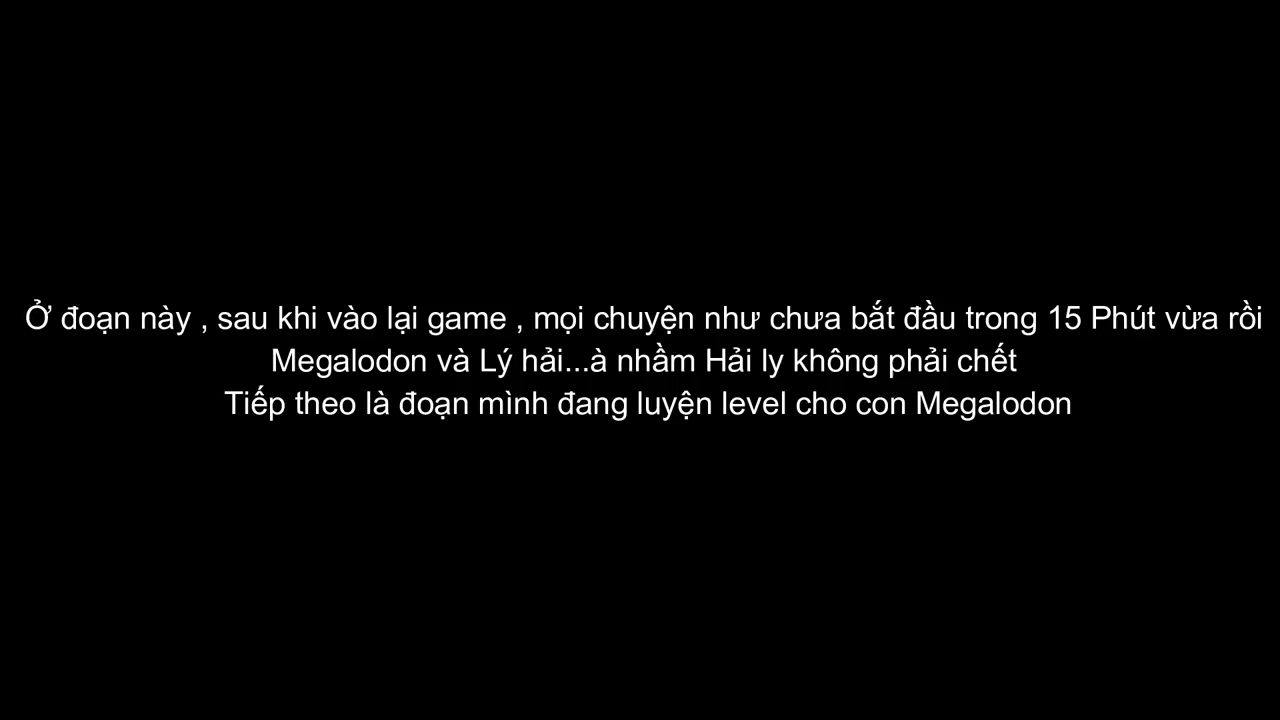 Ở đoạn này , sau khi vào lại game , mọi chuyện như chưa bắt đầu trong 15 Phút vừa rồi
Megalodon và Lý hải...à nhầm Hải ly không phải chết
Tiếp theo là đoạn mình đang luyện level cho con Megalodon